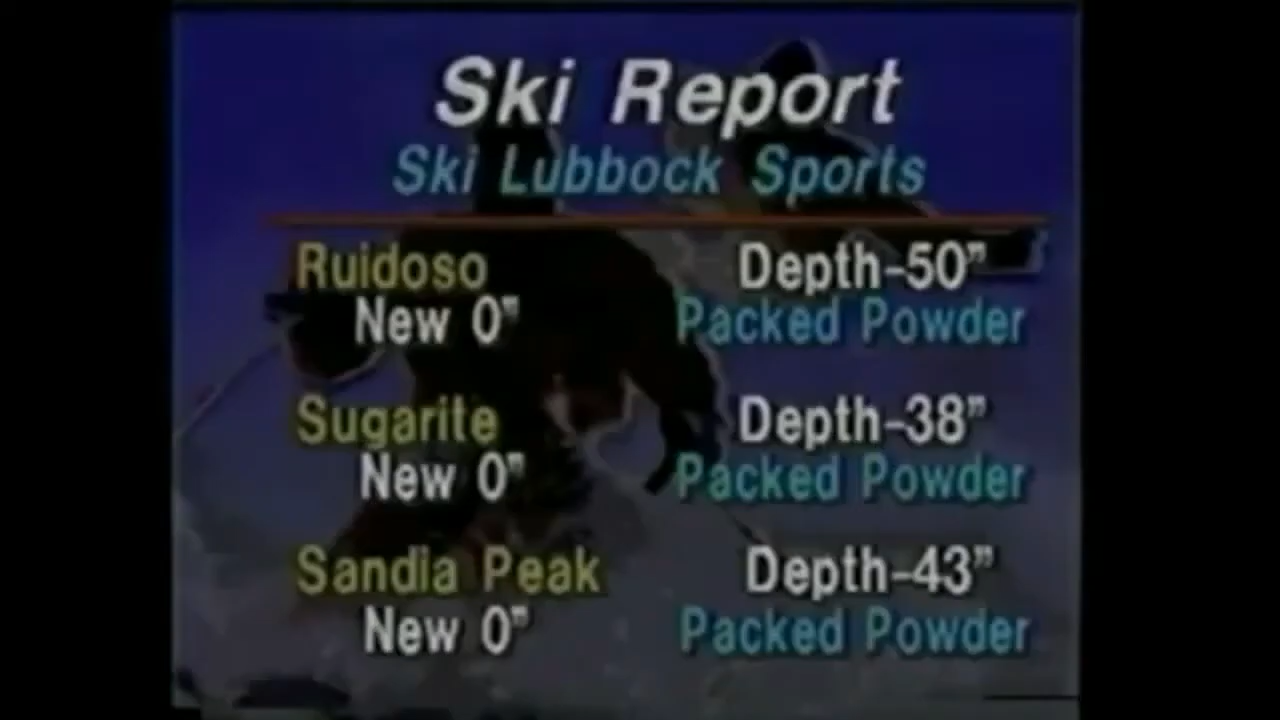 Ski Report
Ski Lubbock Sports
Ruidoso Depth-50"
New 0" Packed Powder
Sugarite Depth-38"
New 0" Packed Powder
Sandia Peak Depth-43"
New 0" Packed Powder